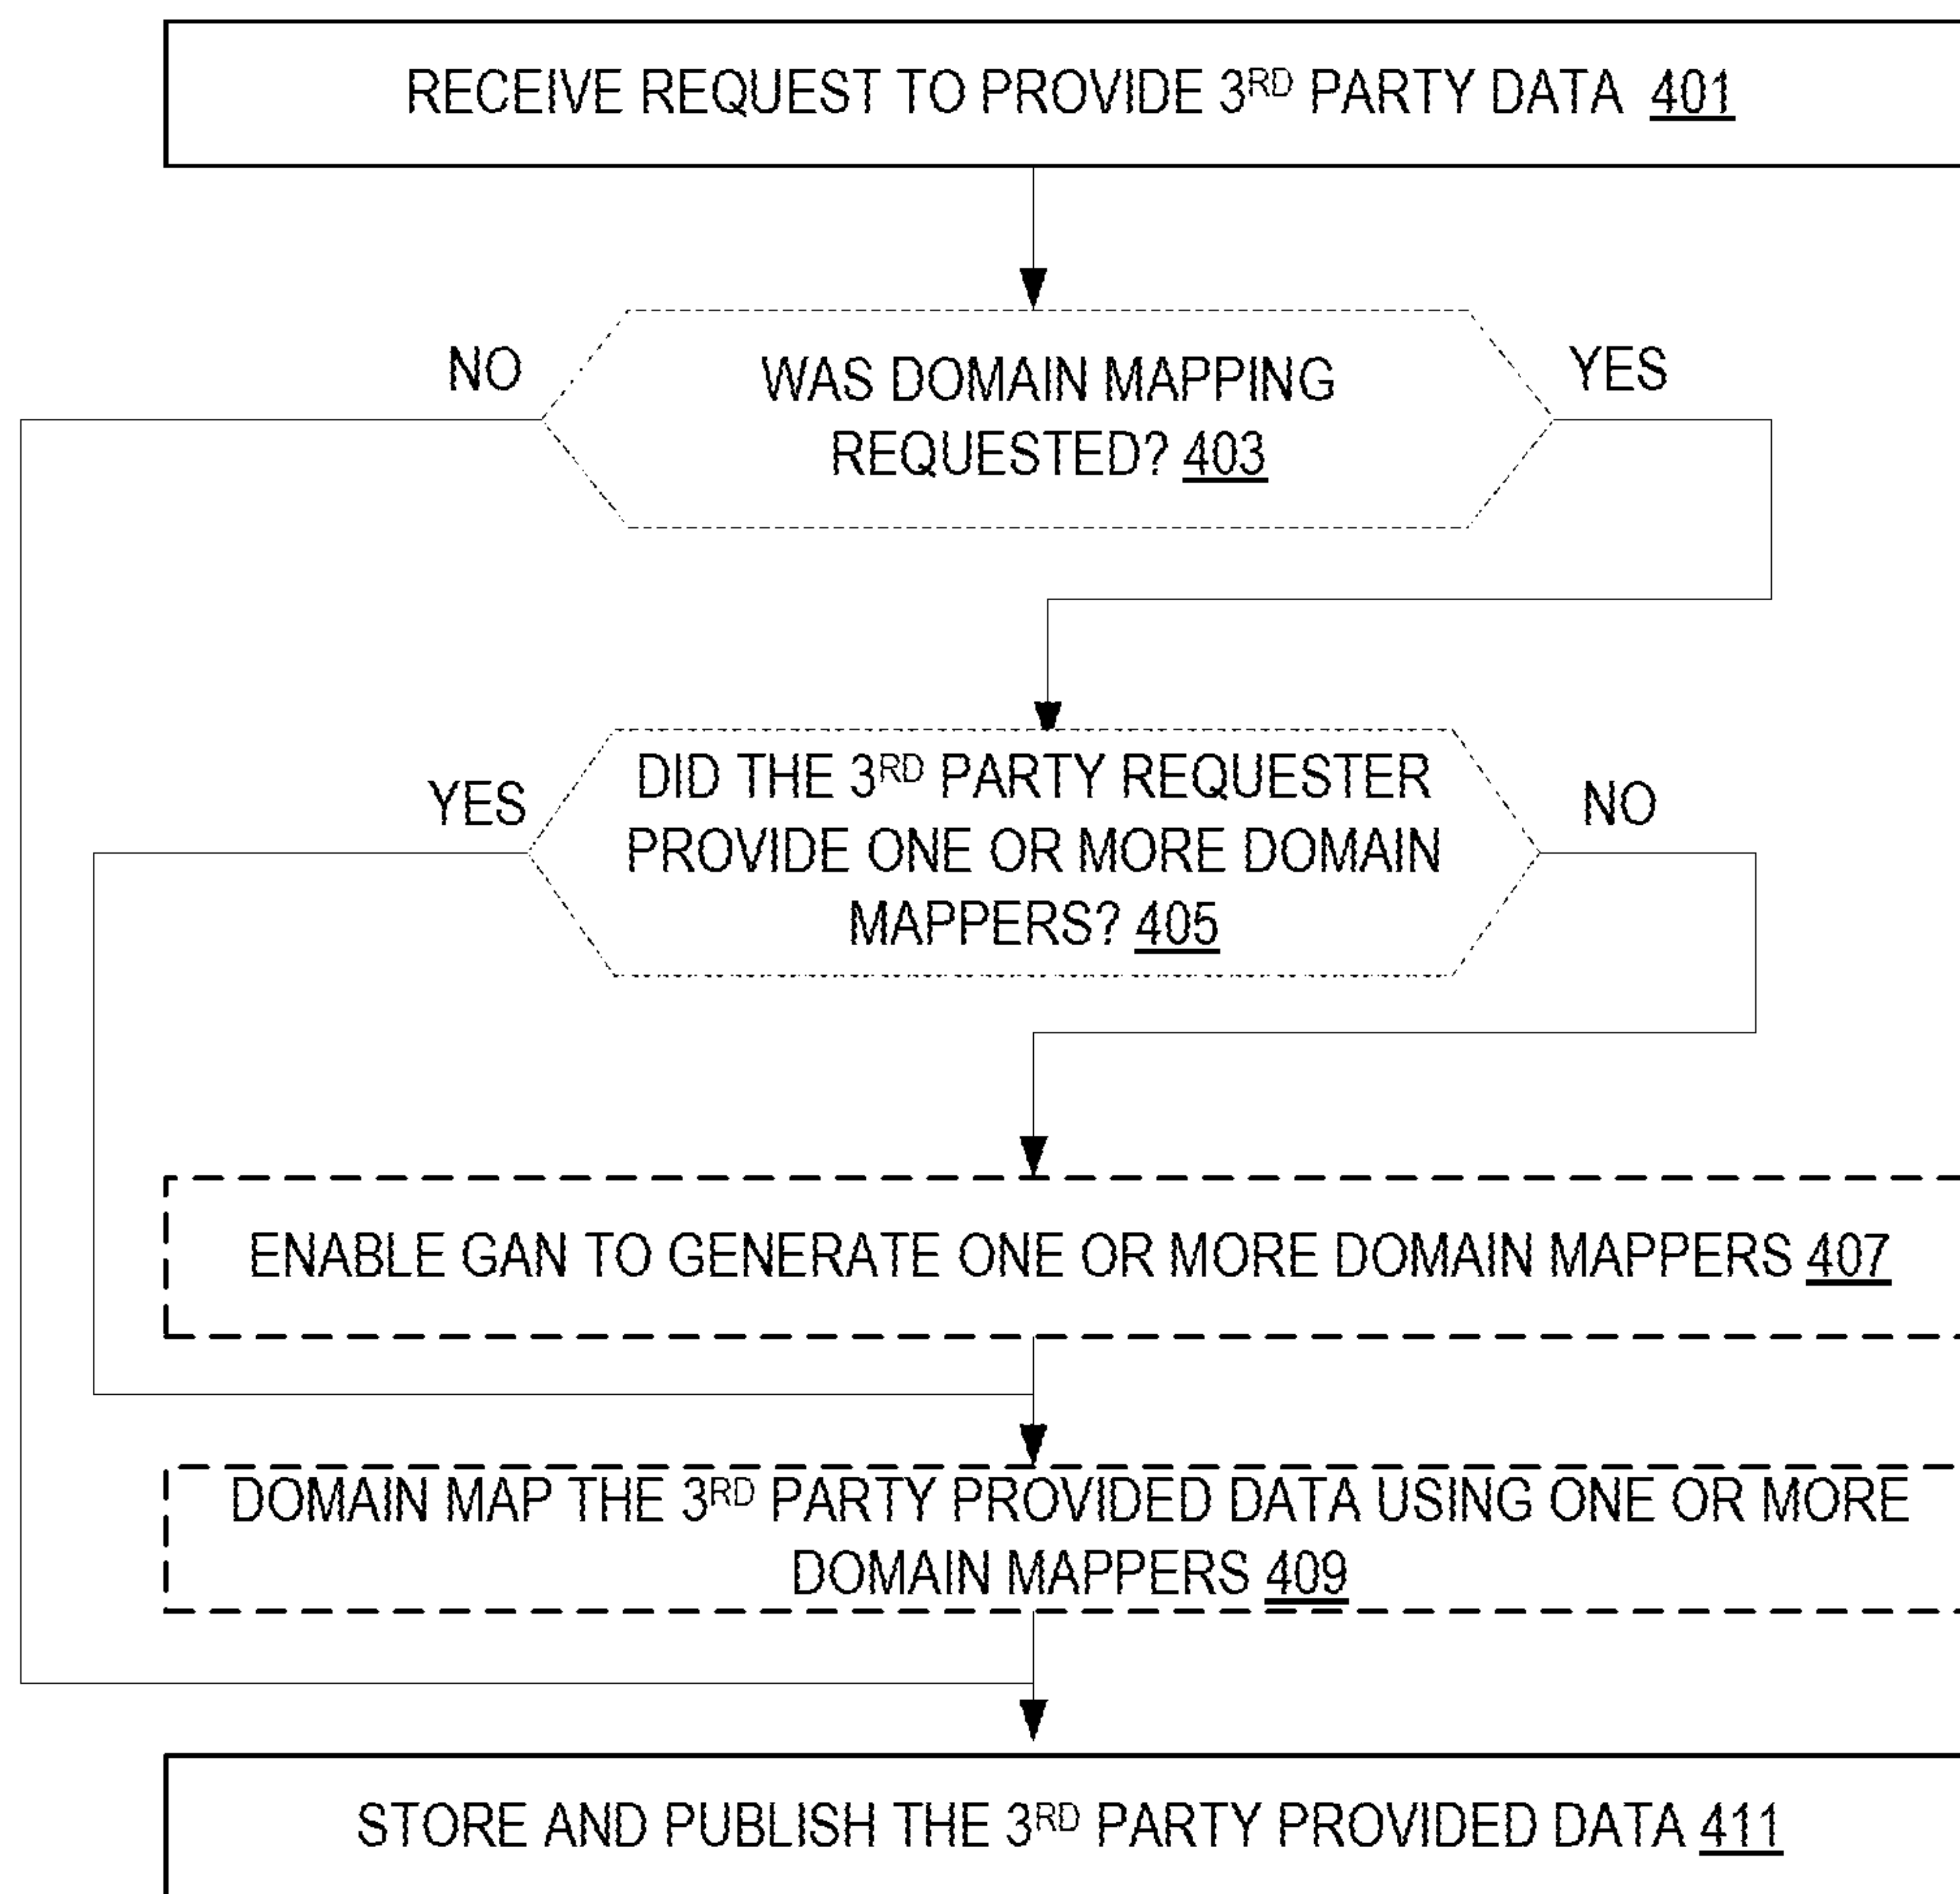 RECEIVE REQUEST TO PROVIDE 3RD PARTY DATA 401
NO
YES
WAS DOMAIN MAPPING
REQUESTED? 403
YES
NO
DID THE 3RD PARTY REQUESTER
PROVIDE ONE OR MORE DOMAIN
MAPPERS? 405
ENABLE GAN TO GENERATE ONE OR MORE DOMAIN MAPPERS 407
DOMAIN MAP THE 3RD PARTY PROVIDED DATA USING ONE OR MORE
DOMAIN MAPPERS 409
STORE AND PUBLISH THE 3RD PARTY PROVIDED DATA 411